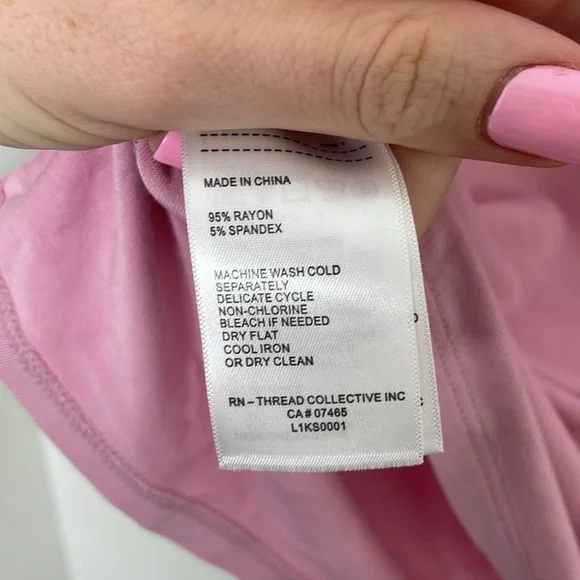 MADE IN CHINA
95% RAYON
5% SPANDEX
MACHINE WASH COLD
SEPARATELY
DELICATE CYCLE
NON-CHLORINE
BLEACH IF NEEDED
DRY FLAT
COOL IRON
OR DRY CLEAN
RN – THREAD COLLECTIVE INC
CA# 07465
L1KS0001